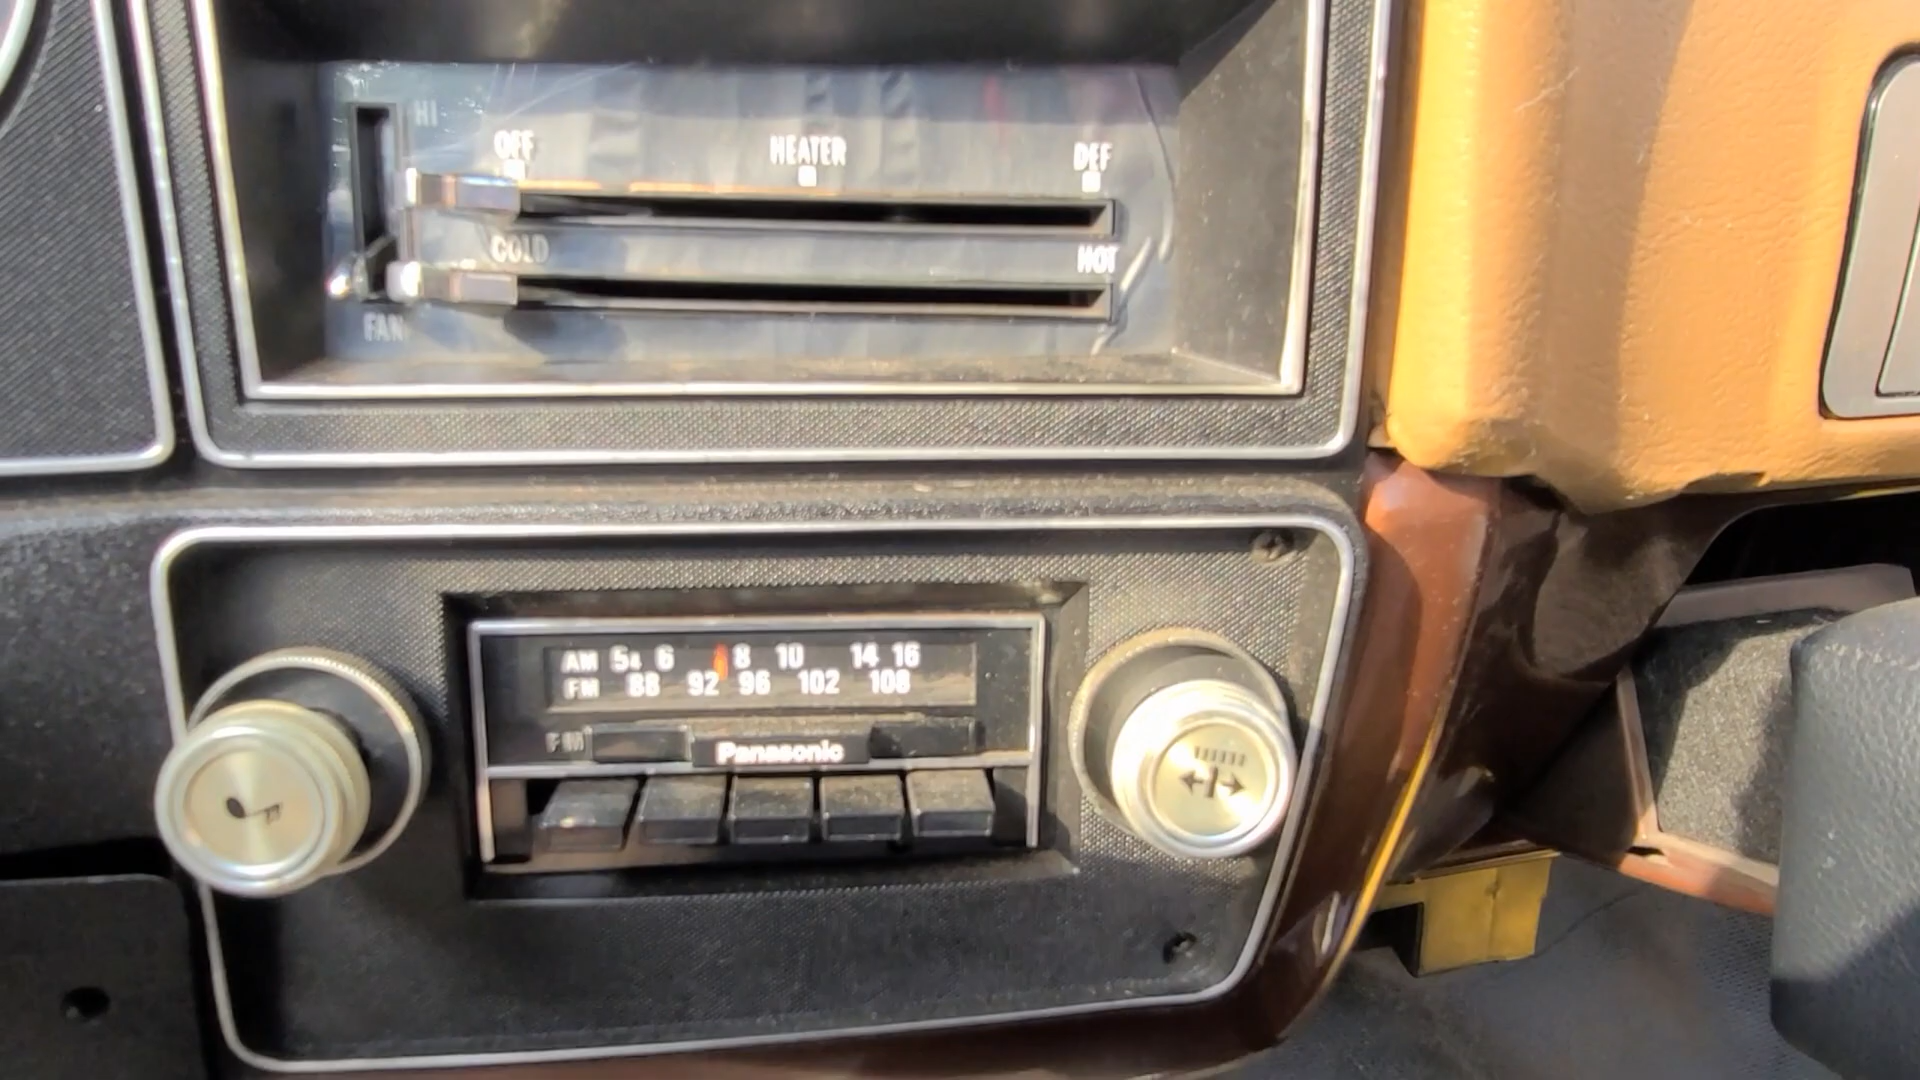 HI
OFF HEATER DEF
COLD HOT
FAN
AM 54 6 8 10 14 16
FM 88 92 96 102 108
FM
Panasonic